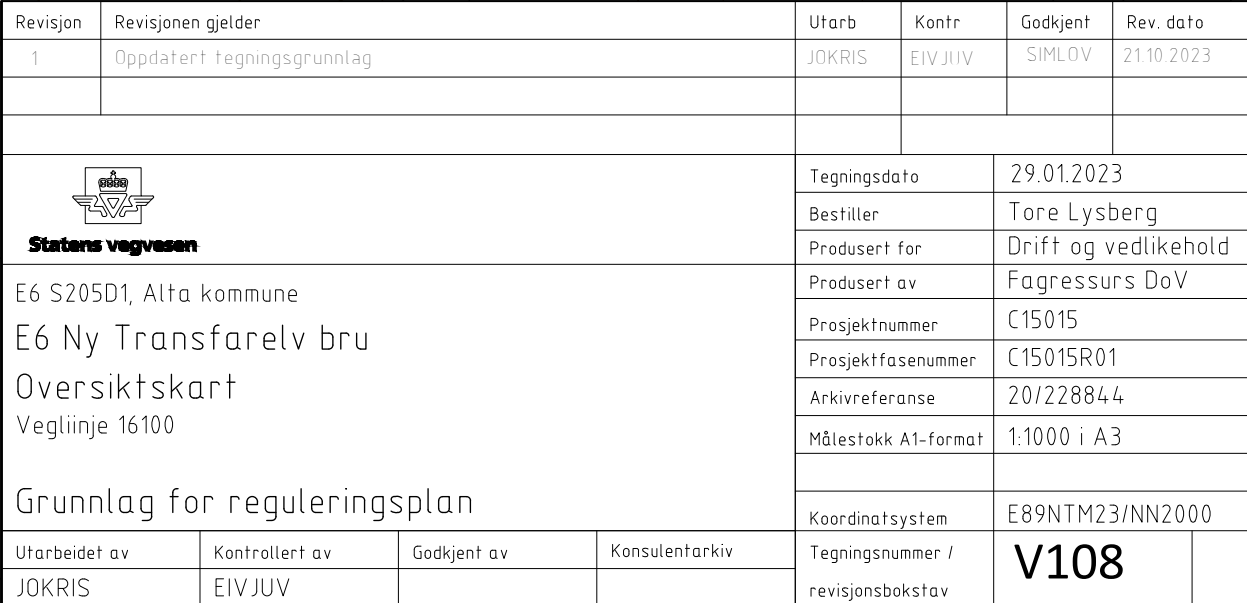 Revisjon Revisjonen gjelder Utarb Kontr Godkjent Rev. dato
1 Oppdatert tegningsgrunnlag JOKRIS EIVJUV SIMLOV 21.10.2023
Statens vegvesen
Tegningsdato 29.01.2023
Bestiller Tore Lysberg
Produsert for Drift og vedlikehold
Produsert av Fagressurs DoV
Prosjektnummer C15015
Prosjektfasenummer C15015R01
Arkivreferanse 20/228844
Målestokk A1-format 1:1000 i A3
Koordinatsystem E89NTM23/NN2000
E6 S205D1, Alta kommune
E6 Ny Transfarelv bru
Oversiktskart
Vegliinje 16100
Grunnlag for reguleringsplan
Utarbeidet av Kontrollert av Godkjent av Konsulentarkiv
JOKRIS EIVJUV
Tegningsnummer /
revisjonsbokstav
V108